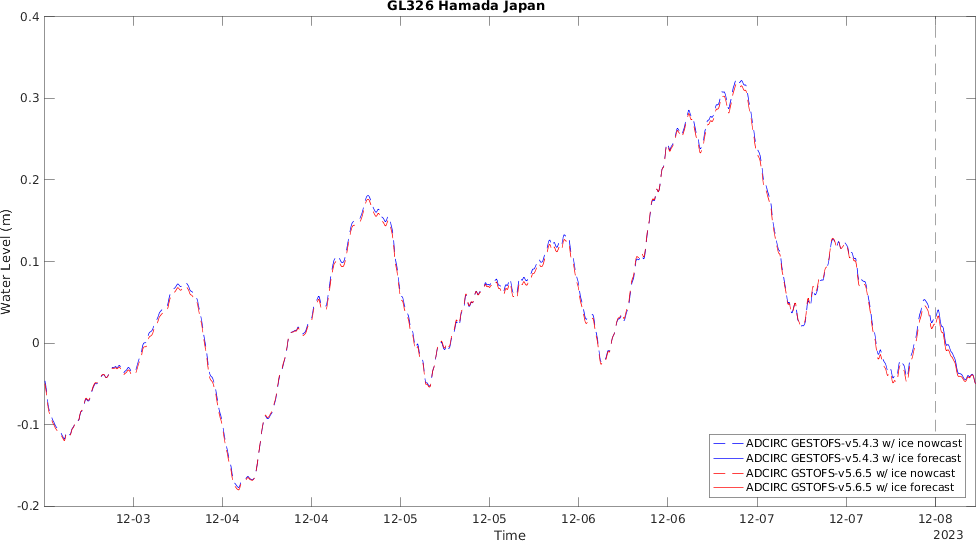 GL326 Hamada Japan
0.4
0.3
0.2
0.1
0
-0.1
-0.2
Water Level (m)
12-03 12-04 12-04 12-05 12-05 12-06 12-06 12-07 12-07 12-08
2023
Time
ADCIRC GESTOFS-v5.4.3 w/ ice nowcast
ADCIRC GESTOFS-v5.4.3 w/ ice forecast
ADCIRC GSTOFS-v5.6.5 w/ ice nowcast
ADCIRC GSTOFS-v5.6.5 w/ ice forecast